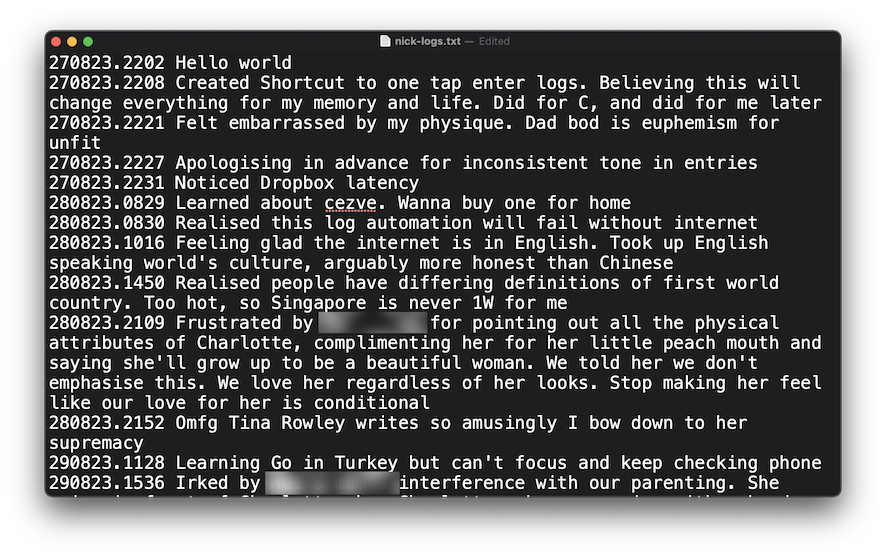 nick-logs.txt — Edited
270823.2202 Hello world
270823.2208 Created Shortcut to one tap enter logs. Believing this will
change everything for my memory and life. Did for C, and did for me later
270823.2221 Felt embarrassed by my physique. Dad bod is euphemism for
unfit
270823.2227 Apologising in advance for inconsistent tone in entries
270823.2231 Noticed Dropbox latency
280823.0829 Learned about cezve. Wanna buy one for home
280823.0830 Realised this log automation will fail without internet
280823.1016 Feeling glad the internet is in English. Took up English
speaking world's culture, arguably more honest than Chinese
280823.1450 Realised people have differing definitions of first world
country. Too hot, so Singapore is never 1W for me
280823.2109 Frustrated by for pointing out all the physical
attributes of Charlotte, complimenting her for her little peach mouth and
saying she'll grow up to be a beautiful woman. We told her we don't
emphasise this. We love her regardless of her looks. Stop making her feel
like our love for her is conditional
280823.2152 Omfg Tina Rowley writes so amusingly I bow down to her
supremacy
290823.1128 Learning Go in Turkey but can't focus and keep checking phone
290823.1536 Irked by interference with our parenting. She